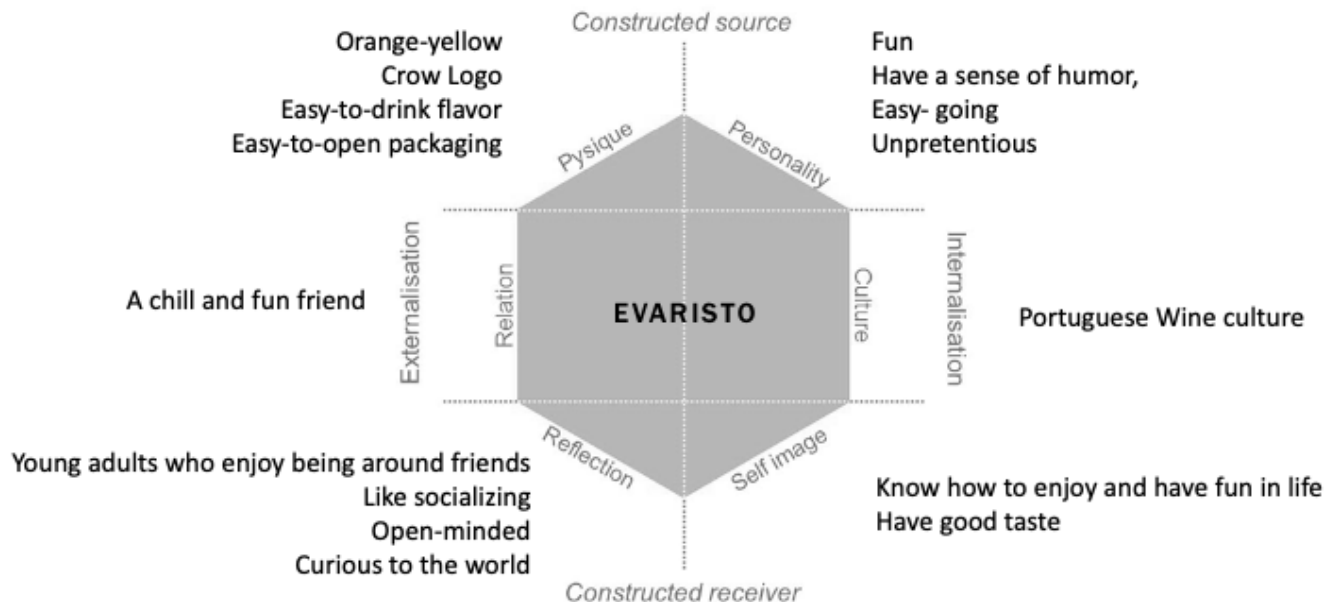 Constructed source
Orange-yellow
Crow Logo
Easy-to-drink flavor
Easy-to-open packaging
Fun
Have a sense of humor,
Easy- going
Unpretentious
Pysique
Personality
Externalisation
Relation
A chill and fun friend
EVARISTO
Culture
Internalisation
Portuguese Wine culture
Reflection
Self image
Young adults who enjoy being around friends
Like socializing
Open-minded
Curious to the world
Know how to enjoy and have fun in life
Have good taste
Constructed receiver